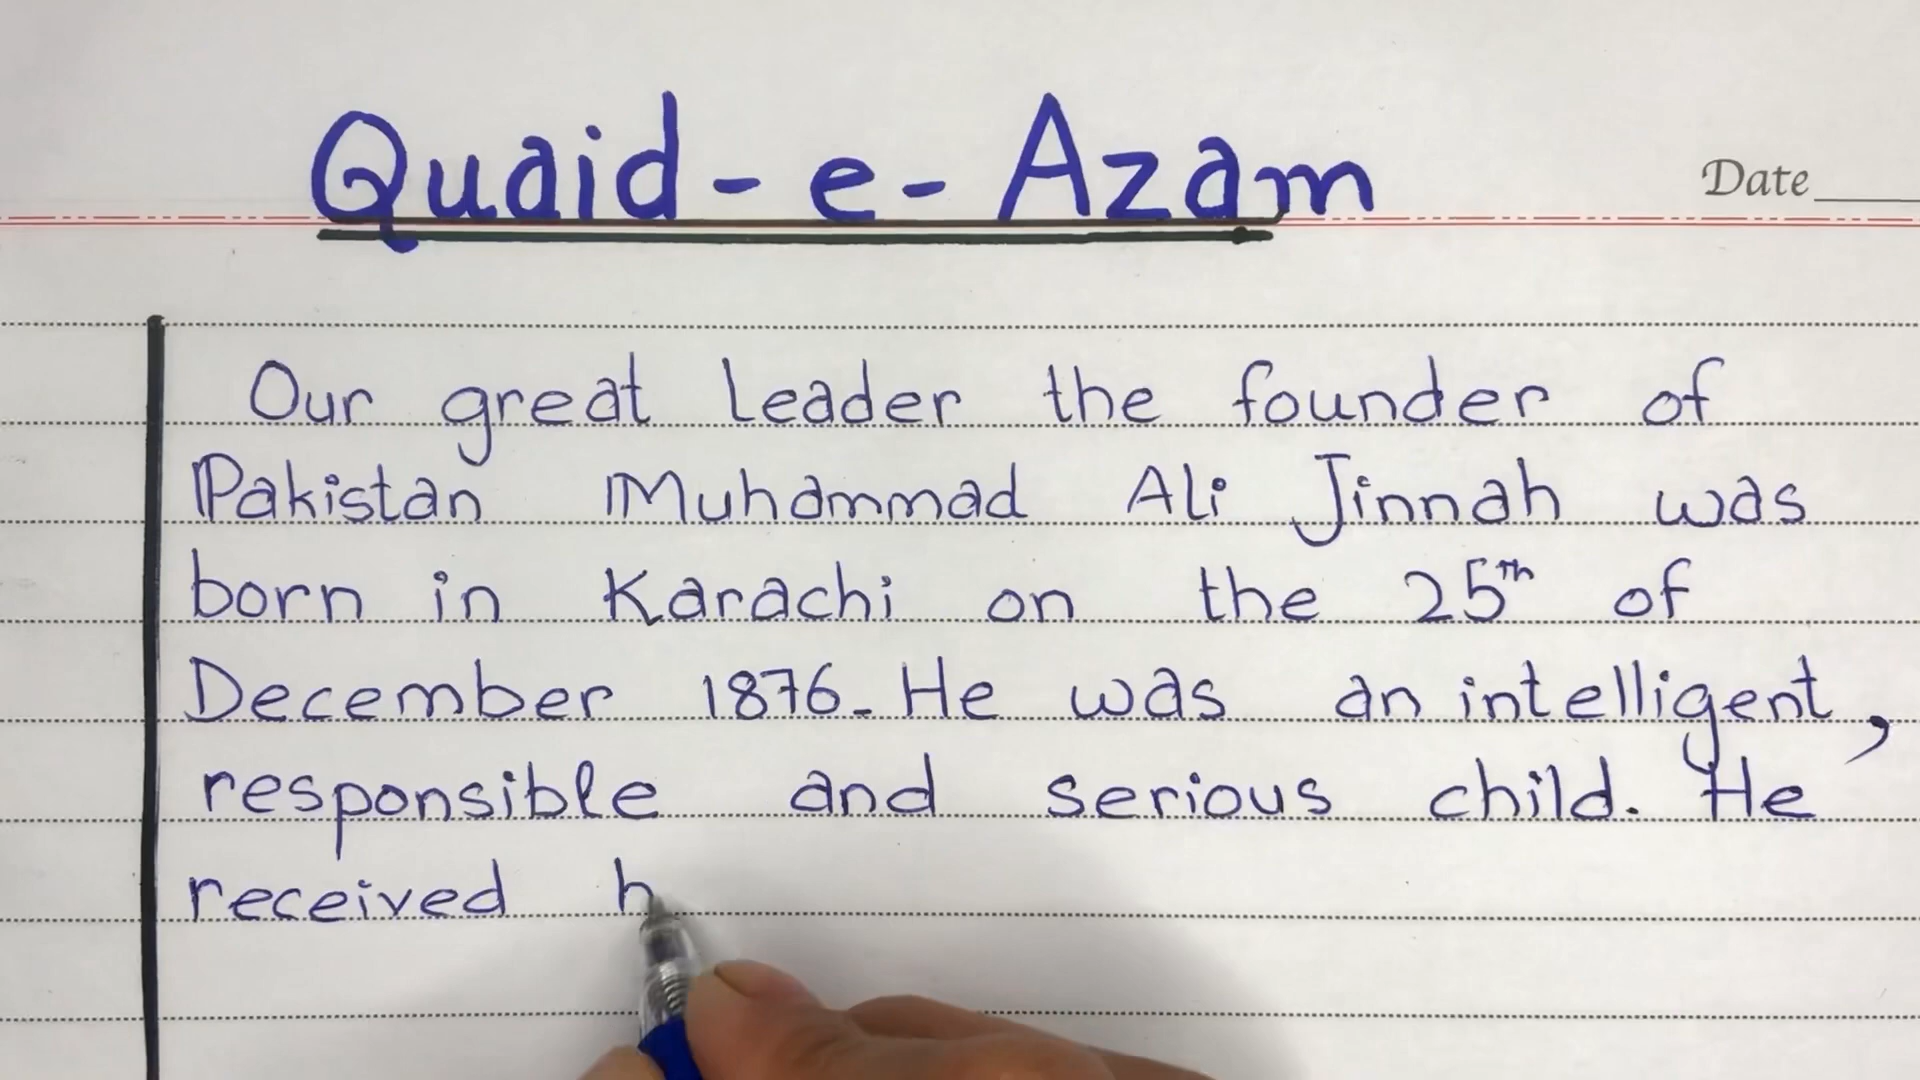 Quaid-e-Azam
Date
Our great leader the founder of
Pakistan Muhammad Ali Jinnah was
born in Karachi on the 25th of
December 1876. He was an intelligent,
responsible and serious child. He
received h